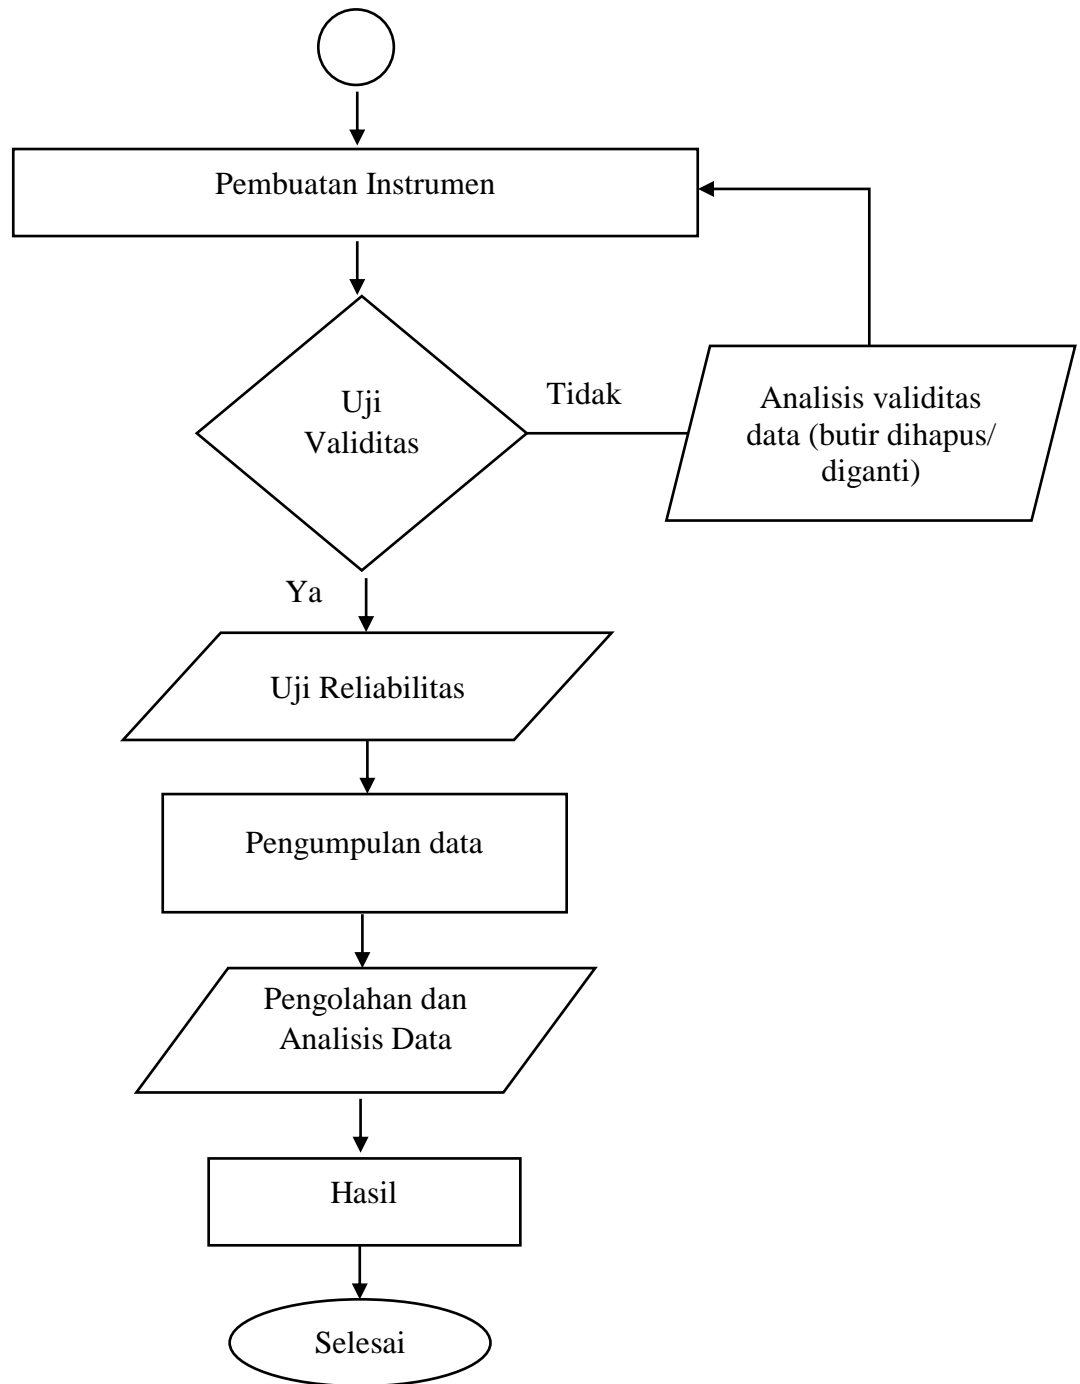 Pembuatan Instrumen
Uji
Validitas
Tidak
Analisis validitas
data (butir dihapus/
diganti)
Ya
Uji Reliabilitas
Pengumpulan data
Pengolahan dan
Analisis Data
Hasil
Selesai